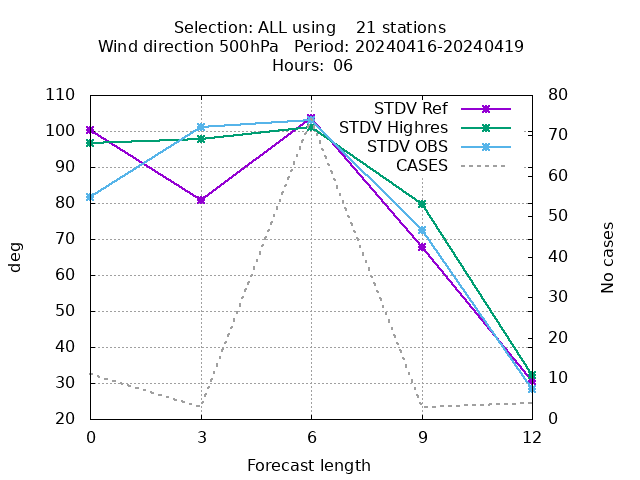 Selection: ALL using    21 stations
Wind direction 500hPa   Period: 20240416-20240419
Hours:  06
110
100
90
80
70
60
50
40
30
20
80
70
60
50
40
30
20
10
0
STDV Ref
STDV Highres
STDV OBS
CASES
deg
No cases
0
3
6
9
12
Forecast length